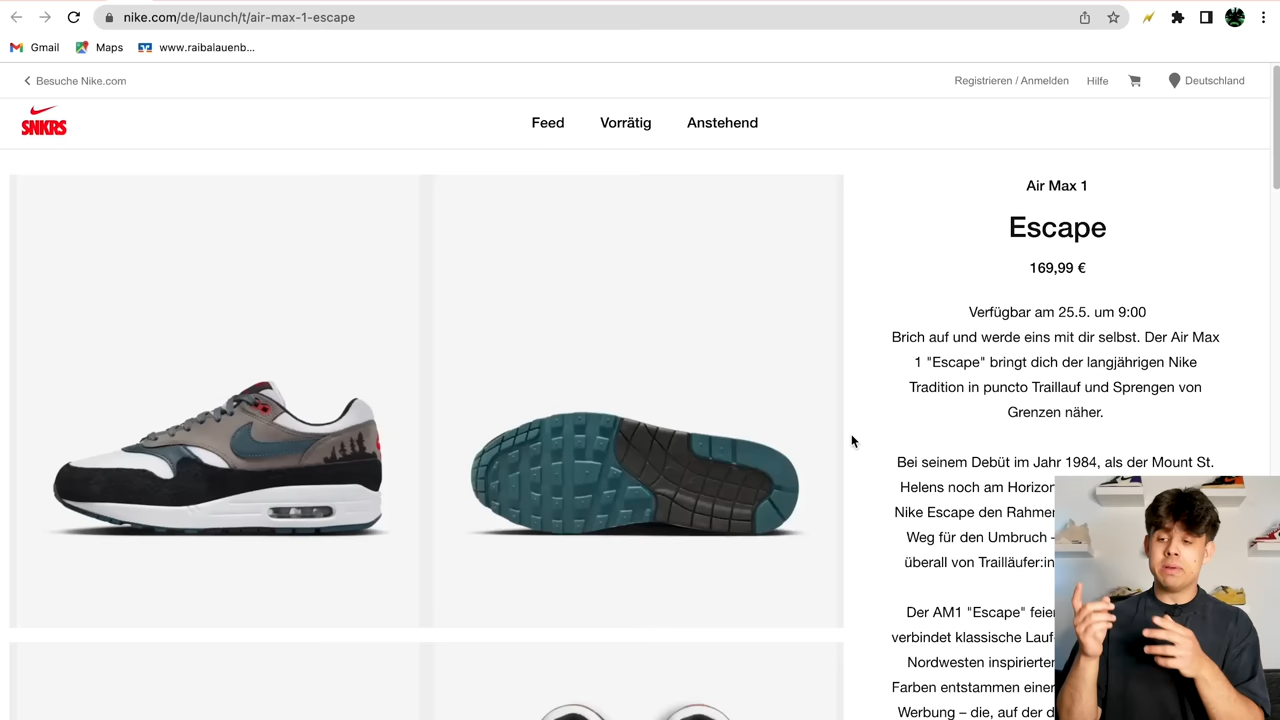 nike.com/de/launch/t/air-max-1-escape
Gmail
Maps
www.raibalauenb...
Besuche Nike.com
Registrieren / Anmelden
Hilfe
Deutschland
SNKRS
Feed
Vorrätig
Anstehend
Air Max 1
Escape
169,99 €
Verfügbar am 25.5. um 9:00
Brich auf und werde eins mit dir selbst. Der Air Max
1 "Escape" bringt dich der langjährigen Nike
Tradition in puncto Traillauf und Sprengen von
Grenzen näher.
Bei seinem Debüt im Jahr 1984, als der Mount St.
Helens noch am Horizon
Nike Escape den Rahmen
Weg für den Umbruch -
überall von Trailläufer:in
Der AM1 "Escape" feie
verbindet klassische Lauf
Nordwesten inspirierter
Farben entstammen einer
Werbung – die, auf der d